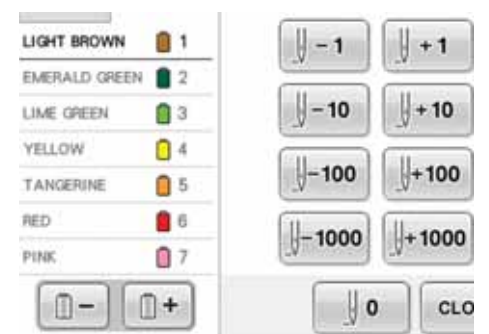 LIGHT BROWN 1
EMERALD GREEN 2
LIME GREEN 3
YELLOW 4
TANGERINE 5
RED 6
PINK 7
-1 +1
-10 +10
-100 +100
-1000 +1000
- + 0 CLO